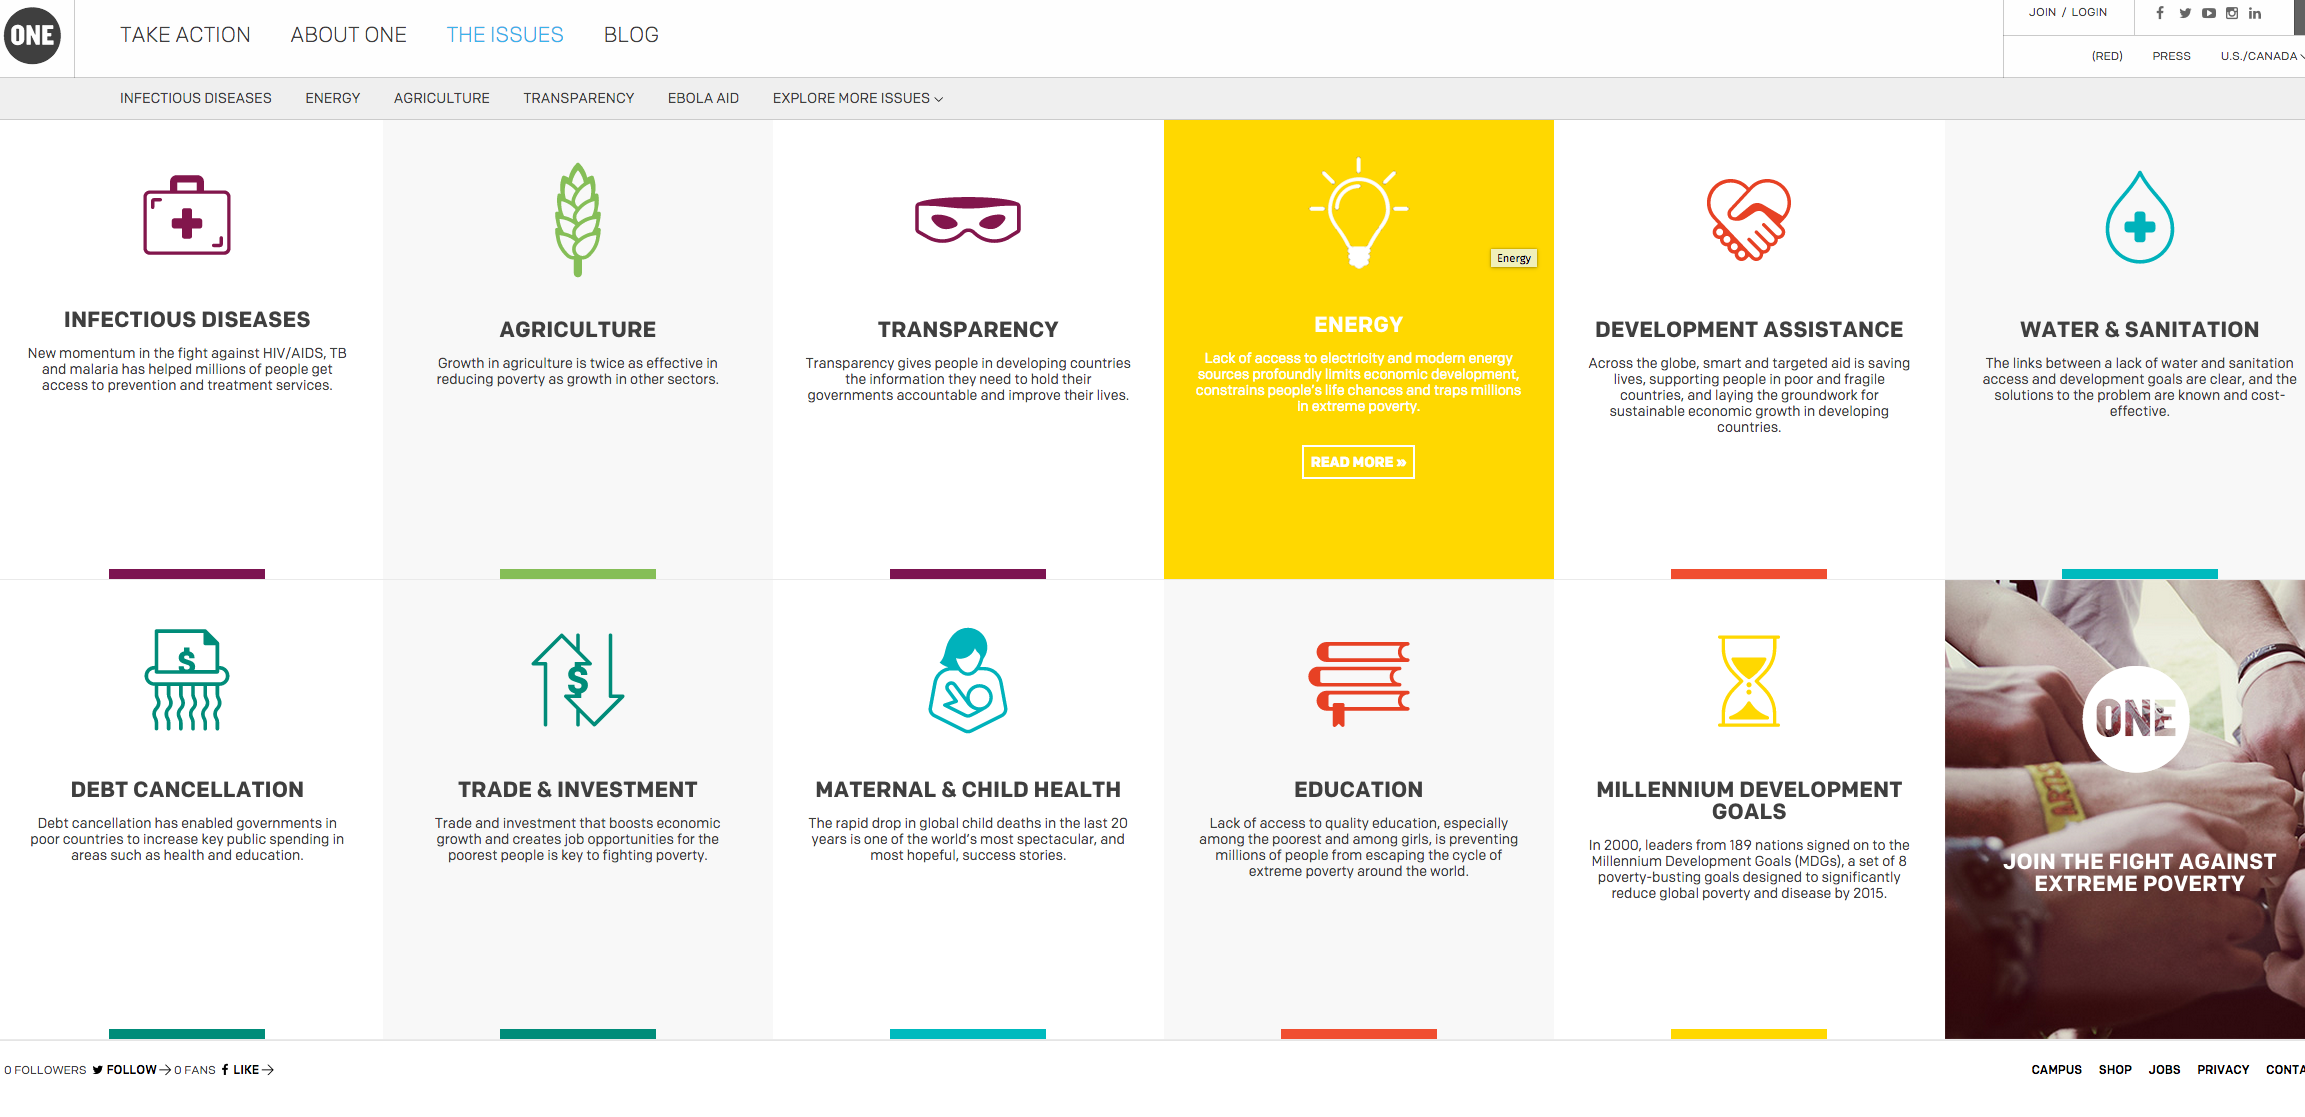 ONE
TAKE ACTION
ABOUT ONE
THE ISSUES
BLOG
JOIN / LOGIN
(RED)
PRESS
U.S./CANADA
INFECTIOUS DISEASES
ENERGY
AGRICULTURE
TRANSPARENCY
EBOLA AID
EXPLORE MORE ISSUES
INFECTIOUS DISEASES
New momentum in the fight against HIV/AIDS, TB
and malaria has helped millions of people get
access to prevention and treatment services.
AGRICULTURE
Growth in agriculture is twice as effective in
reducing poverty as growth in other sectors.
TRANSPARENCY
Transparency gives people in developing countries
the information they need to hold their
governments accountable and improve their lives.
Energy
ENERGY
Lack of access to electricity and modern energy
sources profoundly limits economic development,
constrains people's life chances and traps millions
in extreme poverty.
READ MORE »
DEVELOPMENT ASSISTANCE
Across the globe, smart and targeted aid is saving
lives, supporting people in poor and fragile
countries, and laying the groundwork for
sustainable economic growth in developing
countries.
WATER & SANITATION
The links between a lack of water and sanitation
access and development goals are clear, and the
solutions to the problem are known and cost-
effective.
$
DEBT CANCELLATION
Debt cancellation has enabled governments in
poor countries to increase key public spending in
areas such as health and education.
$
TRADE & INVESTMENT
Trade and investment that boosts economic
growth and creates job opportunities for the
poorest people is key to fighting poverty.
MATERNAL & CHILD HEALTH
The rapid drop in global child deaths in the last 20
years is one of the world's most spectacular, and
most hopeful, success stories.
EDUCATION
Lack of access to quality education, especially
among the poorest and among girls, is preventing
millions of people from escaping the cycle of
extreme poverty around the world.
MILLENNIUM DEVELOPMENT
GOALS
In 2000, leaders from 189 nations signed on to the
Millennium Development Goals (MDGs), a set of 8
poverty-busting goals designed to significantly
reduce global poverty and disease by 2015.
ONE
JOIN THE FIGHT AGAINST
EXTREME POVERTY
0 FOLLOWERS FOLLOW 0 FANS LIKE
CAMPUS
SHOP
JOBS
PRIVACY
CONTA